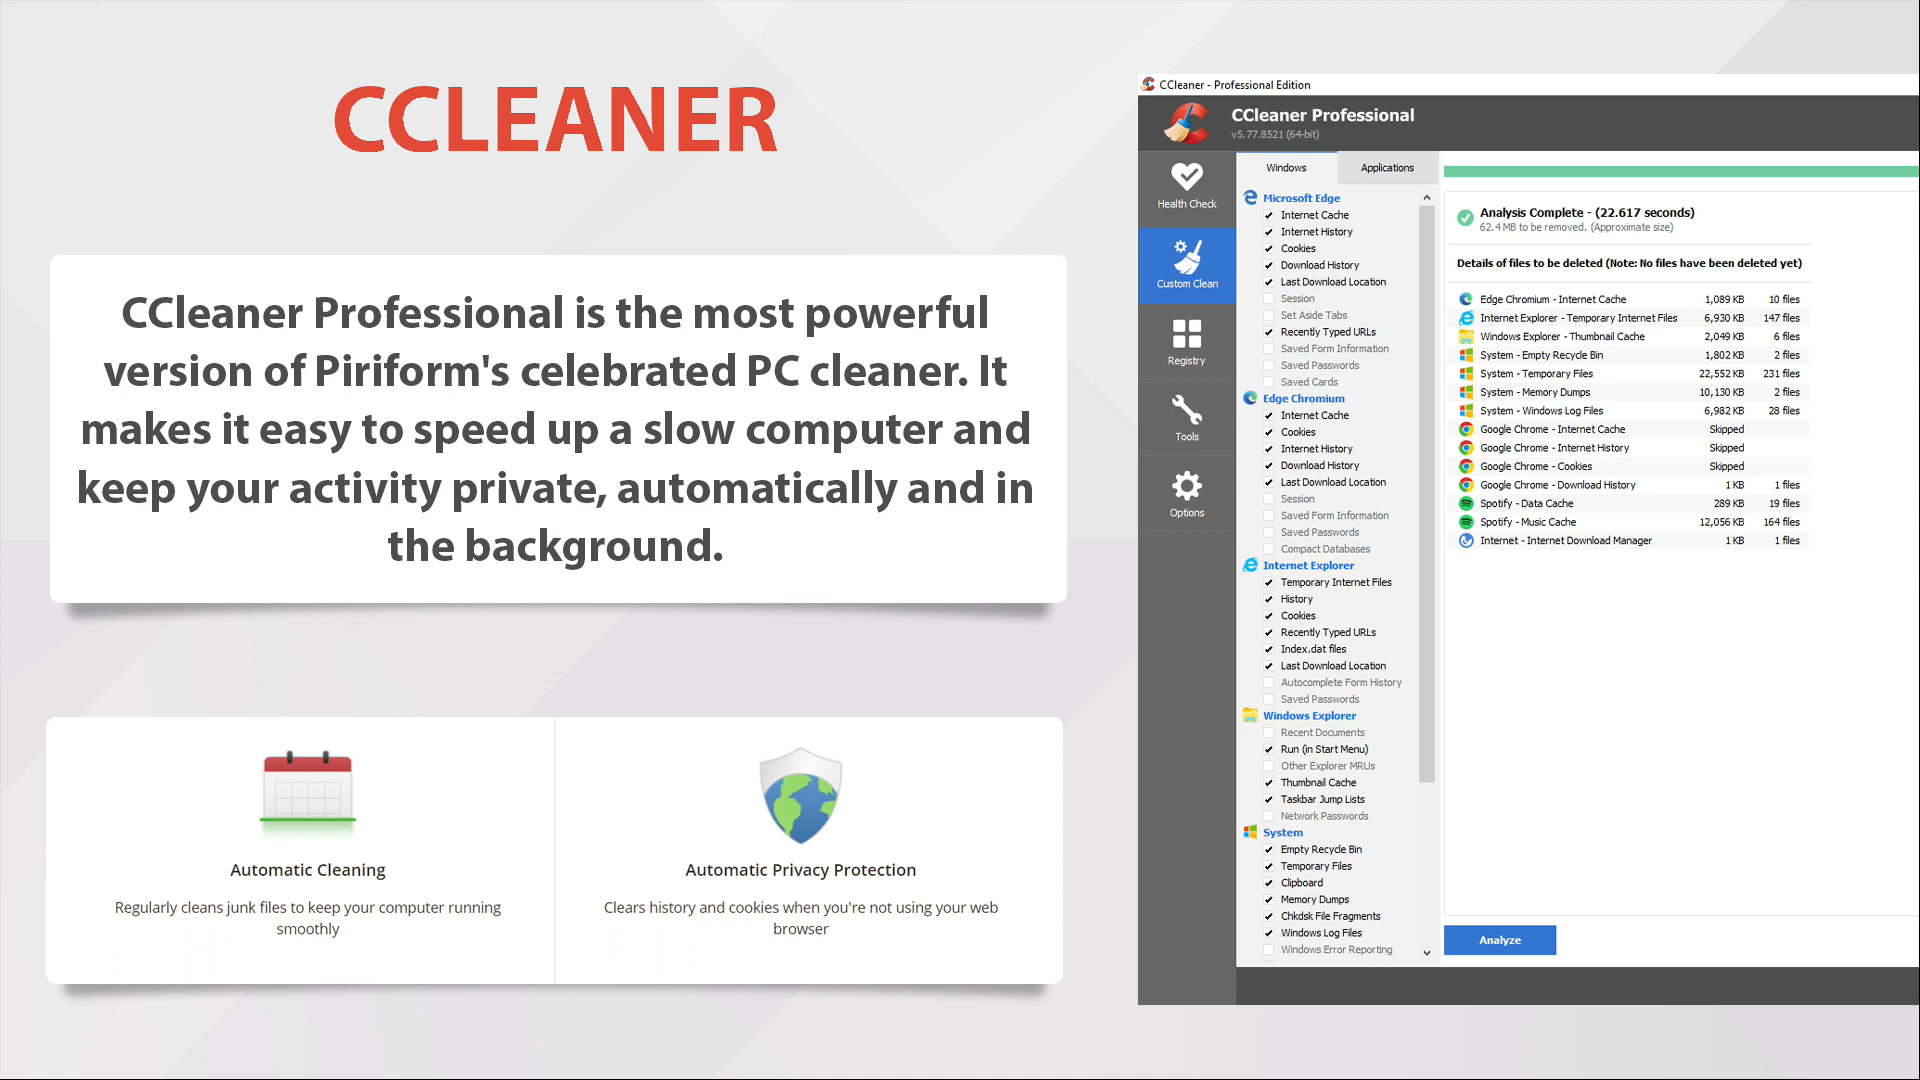 CCLEANER
CCleaner Professional is the most powerful
version of Piriform's celebrated PC cleaner. It
makes it easy to speed up a slow computer and
keep your activity private, automatically and in
the background.
Automatic Cleaning
Regularly cleans junk files to keep your computer running
smoothly
Automatic Privacy Protection
Clears history and cookies when you're not using your web
browser
CCleaner - Professional Edition
CCleaner Professional
v5.77.8521 (64-bit)
Health Check
Custom Clean
Registry
Tools
Options
Windows
Applications
Microsoft Edge
Internet Cache
Internet History
Cookies
Download History
Last Download Location
Session
Set Aside Tabs
Recently Typed URLs
Saved Form Information
Saved Passwords
Saved Cards
Edge Chromium
Internet Cache
Cookies
Internet History
Download History
Last Download Location
Session
Saved Form Information
Saved Passwords
Compact Databases
Internet Explorer
Temporary Internet Files
History
Cookies
Recently Typed URLs
Index.dat files
Last Download Location
Autocomplete Form History
Saved Passwords
Windows Explorer
Recent Documents
Run (in Start Menu)
Other Explorer MRUs
Thumbnail Cache
Taskbar Jump Lists
Network Passwords
System
Empty Recycle Bin
Temporary Files
Clipboard
Memory Dumps
Chkdsk File Fragments
Windows Log Files
Windows Error Reporting
Analysis Complete - (22.617 seconds)
62.4 MB to be removed. (Approximate size)
Details of files to be deleted (Note: No files have been deleted yet)
Edge Chromium - Internet Cache 1,089 KB 10 files
Internet Explorer - Temporary Internet Files 6,930 KB 147 files
Windows Explorer - Thumbnail Cache 2,049 KB 6 files
System - Empty Recycle Bin 1,802 KB 2 files
System - Temporary Files 22,552 KB 231 files
System - Memory Dumps 10,130 KB 2 files
System - Windows Log Files 6,982 KB 28 files
Google Chrome - Internet Cache Skipped
Google Chrome - Internet History Skipped
Google Chrome - Cookies Skipped
Google Chrome - Download History 1 KB 1 files
Spotify - Data Cache 289 KB 19 files
Spotify - Music Cache 12,056 KB 164 files
Internet - Internet Download Manager 1 KB 1 files
Analyze